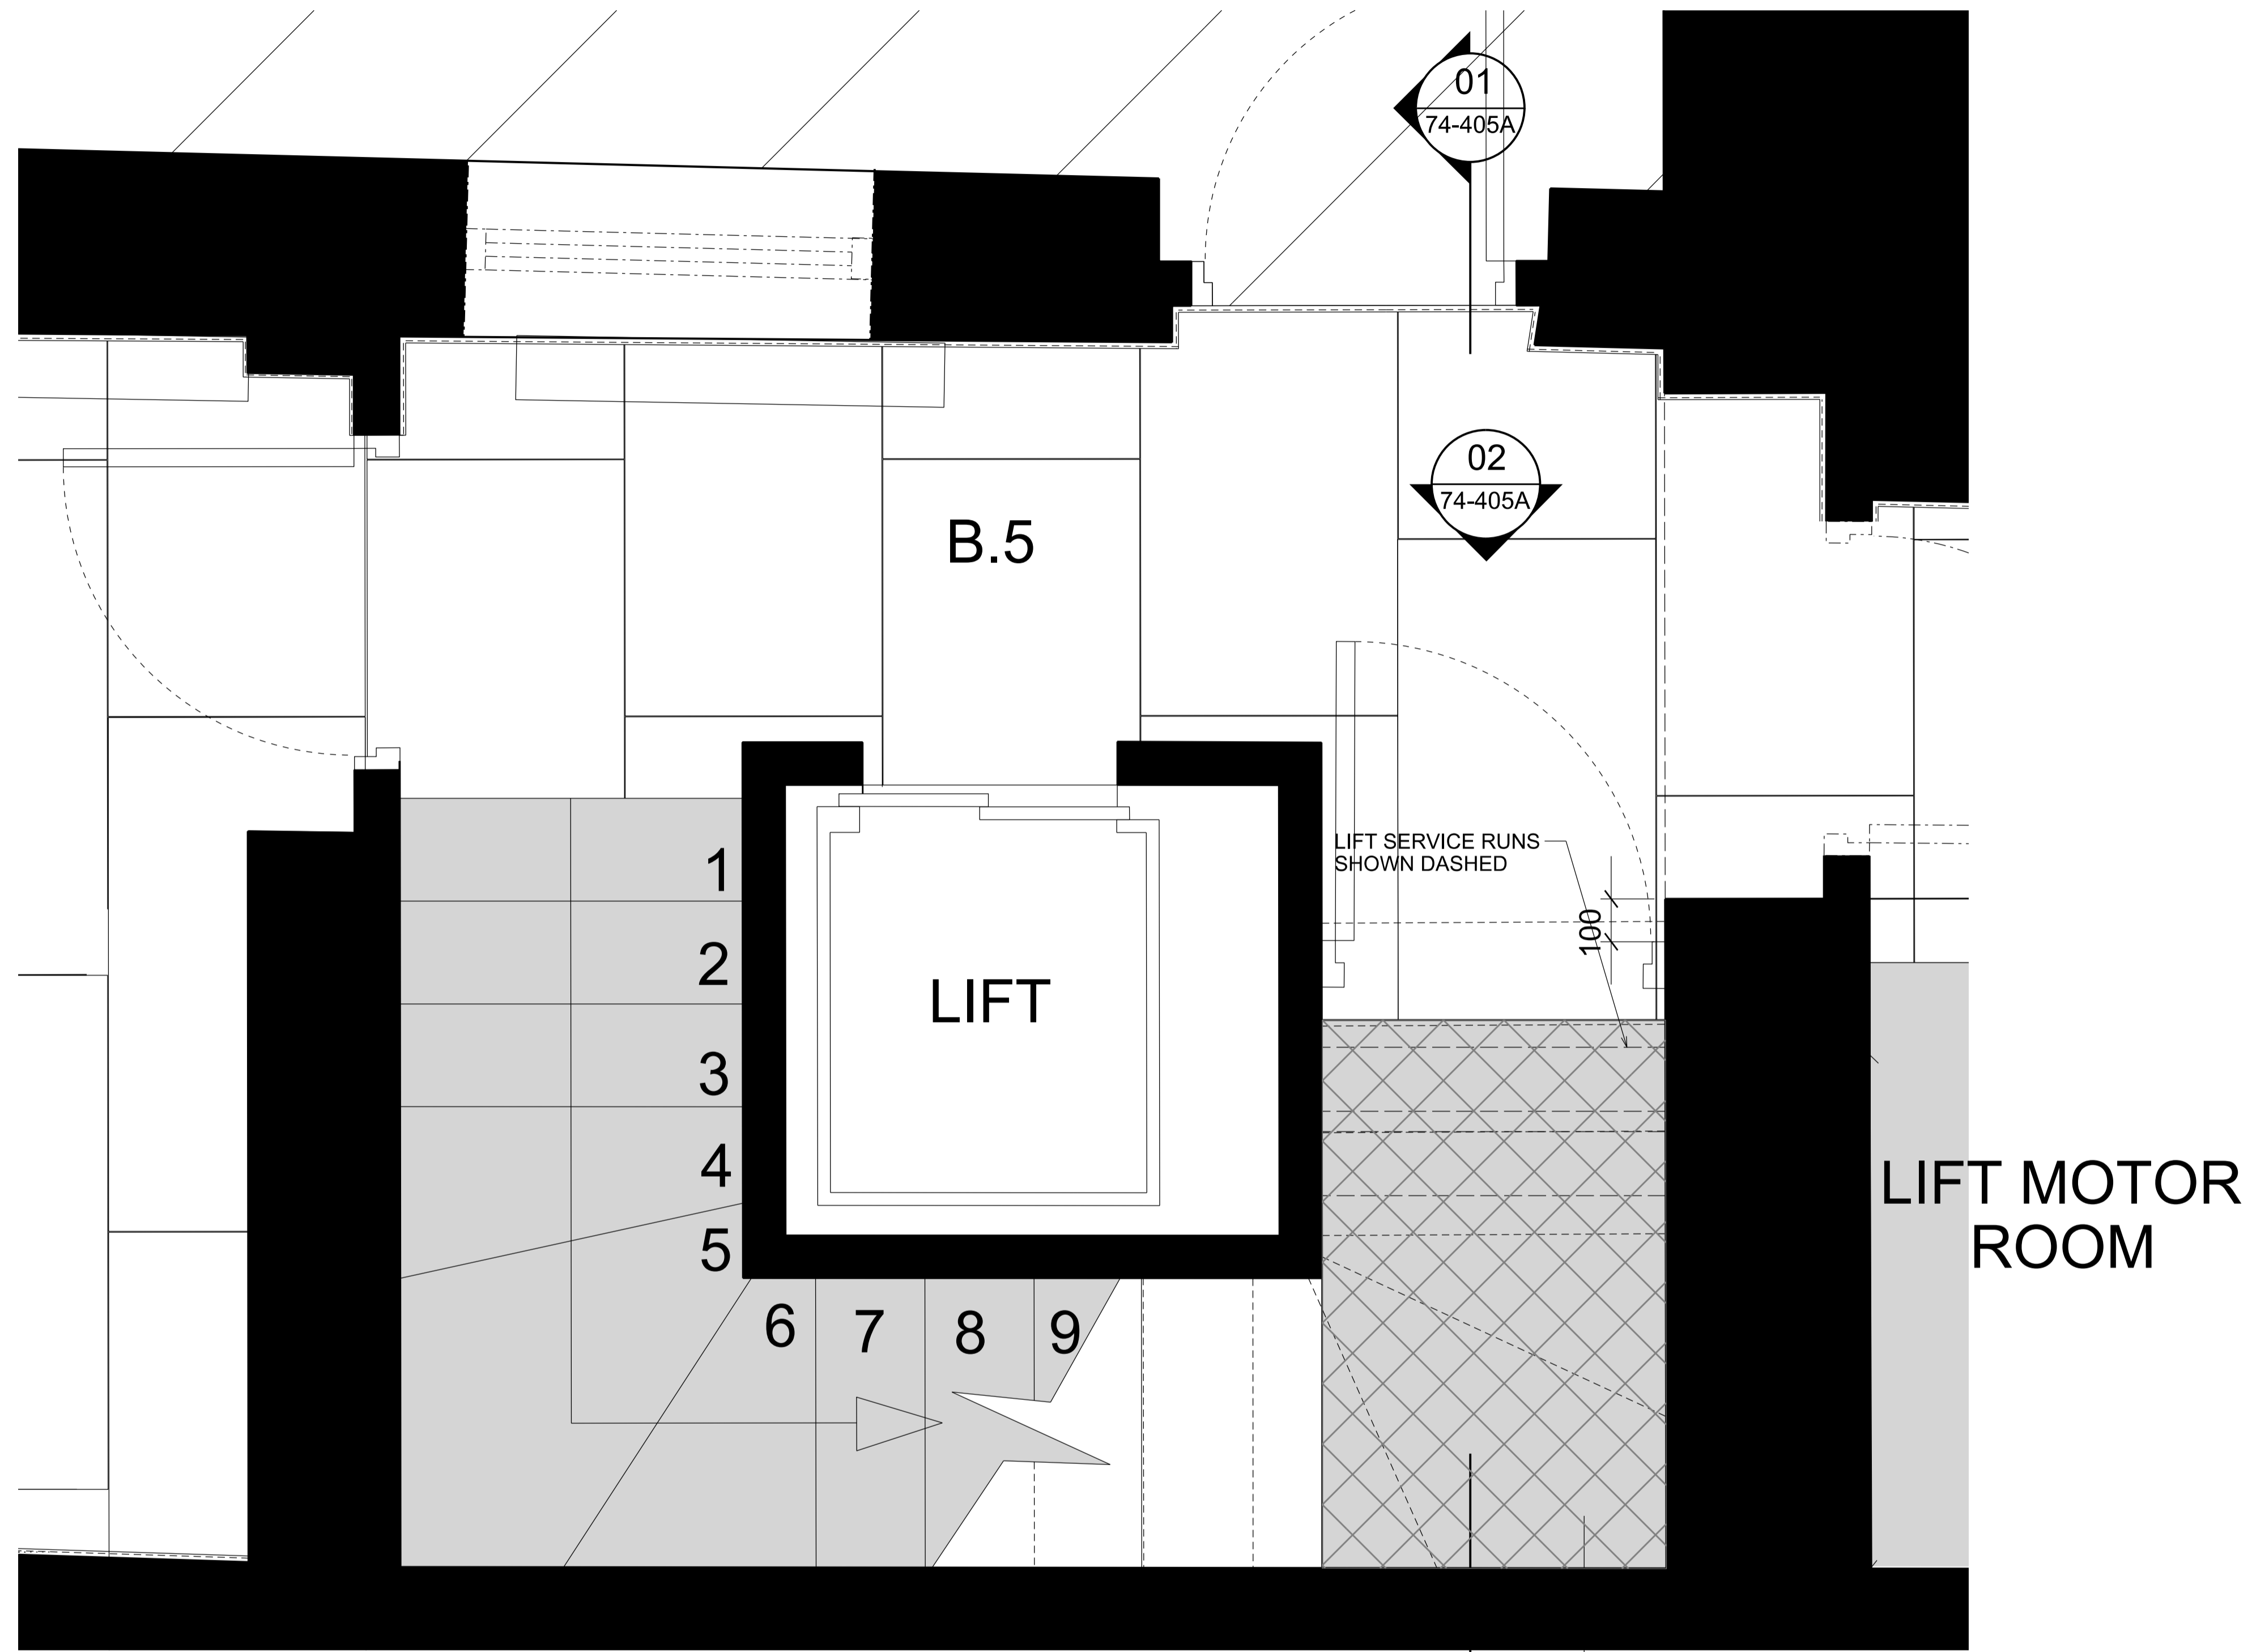 01
74-405A
02
74-405A
B.5
LIFT SERVICE RUNS
SHOWN DASHED
1
100
2
LIFT
3
4
LIFT MOTOR
ROOM
5
6
7
8
9